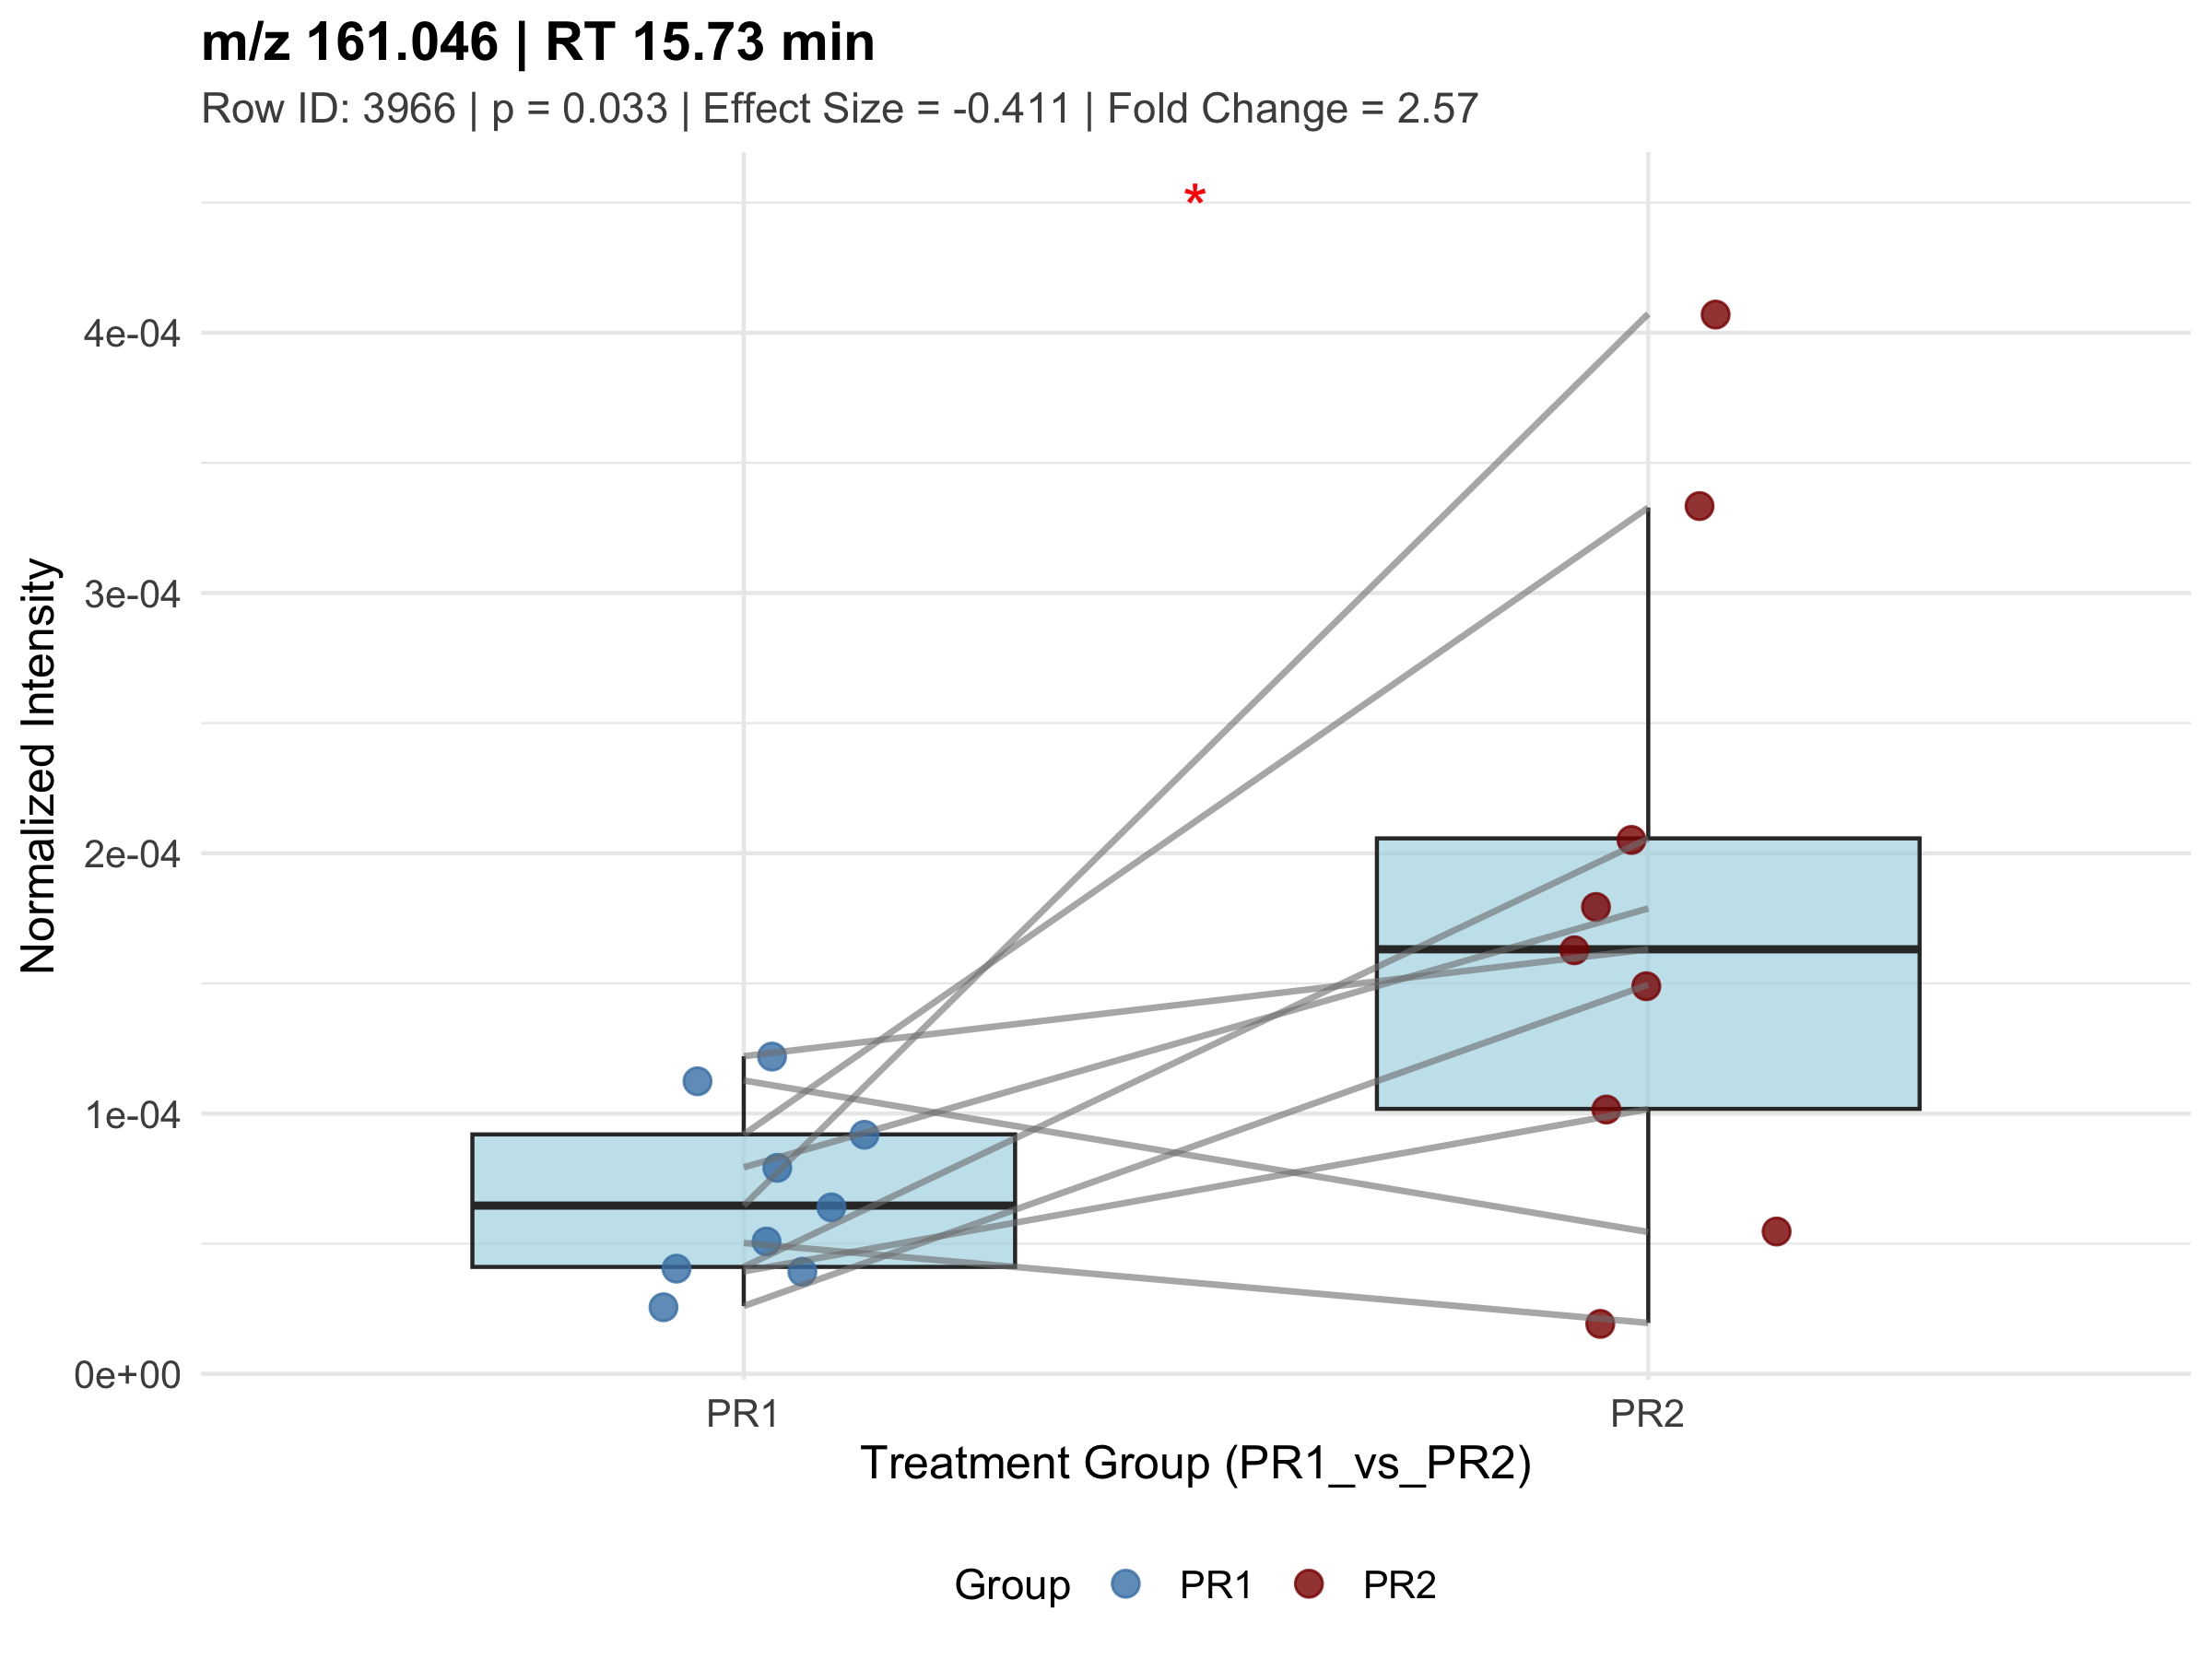 m/z 161.046 | RT 15.73 min
Row ID: 3966 | p = 0.033 | Effect Size = -0.411 | Fold Change = 2.57
*
Normalized Intensity
4e-04
3e-04
2e-04
1e-04
0e+00
PR1 PR2
Treatment Group (PR1_vs_PR2)
Group PR1 PR2